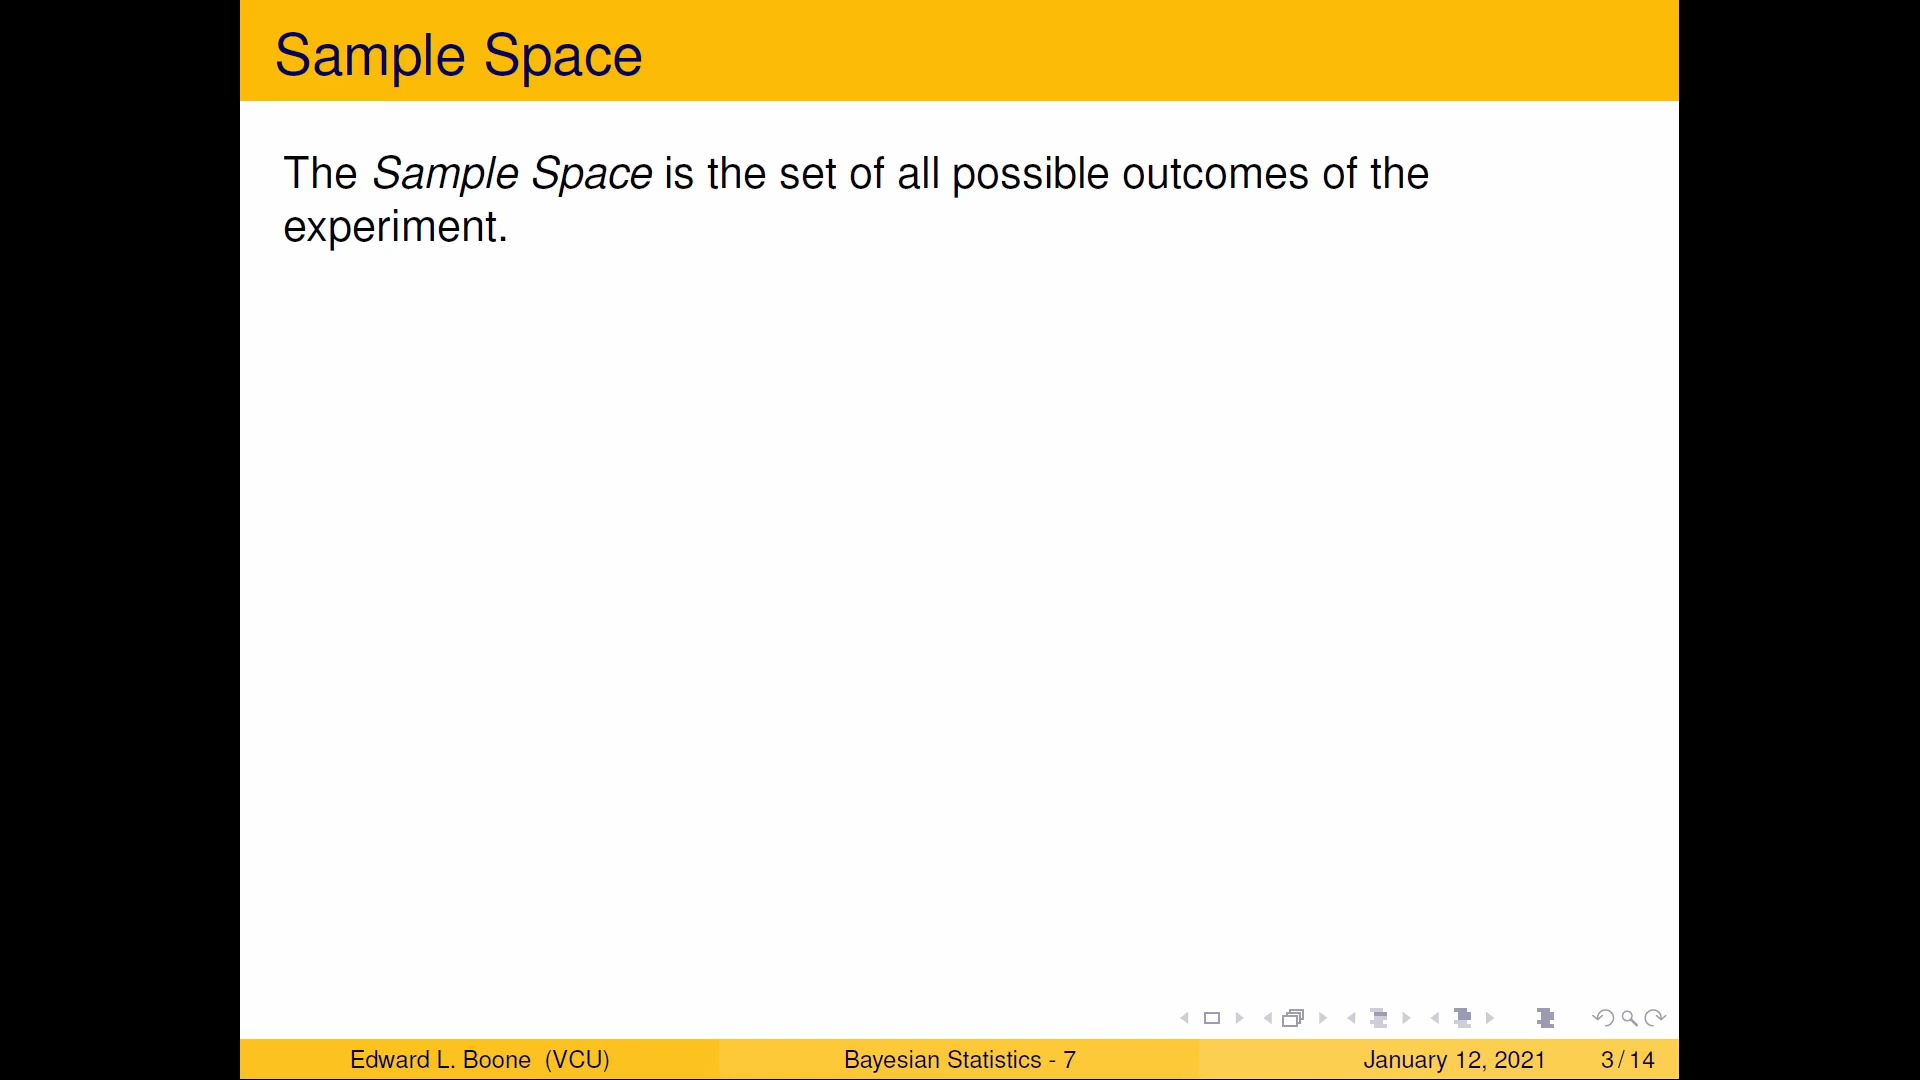 Sample Space
The Sample Space is the set of all possible outcomes of the
experiment.
Edward L. Boone (VCU) Bayesian Statistics - 7 January 12, 2021 3 / 14